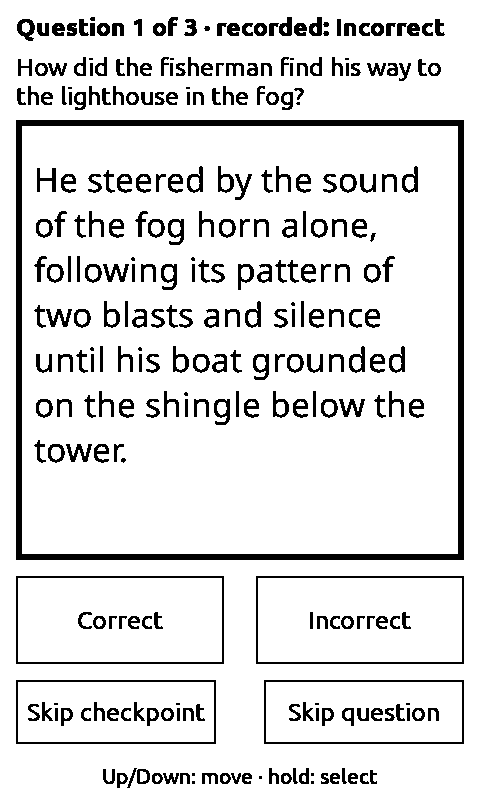 Question 1 of 3 · recorded: Incorrect
How did the fisherman find his way to
the lighthouse in the fog?
He steered by the sound
of the fog horn alone,
following its pattern of
two blasts and silence
until his boat grounded
on the shingle below the
tower.
Correct
Incorrect
Skip checkpoint
Skip question
Up/Down: move · hold: select